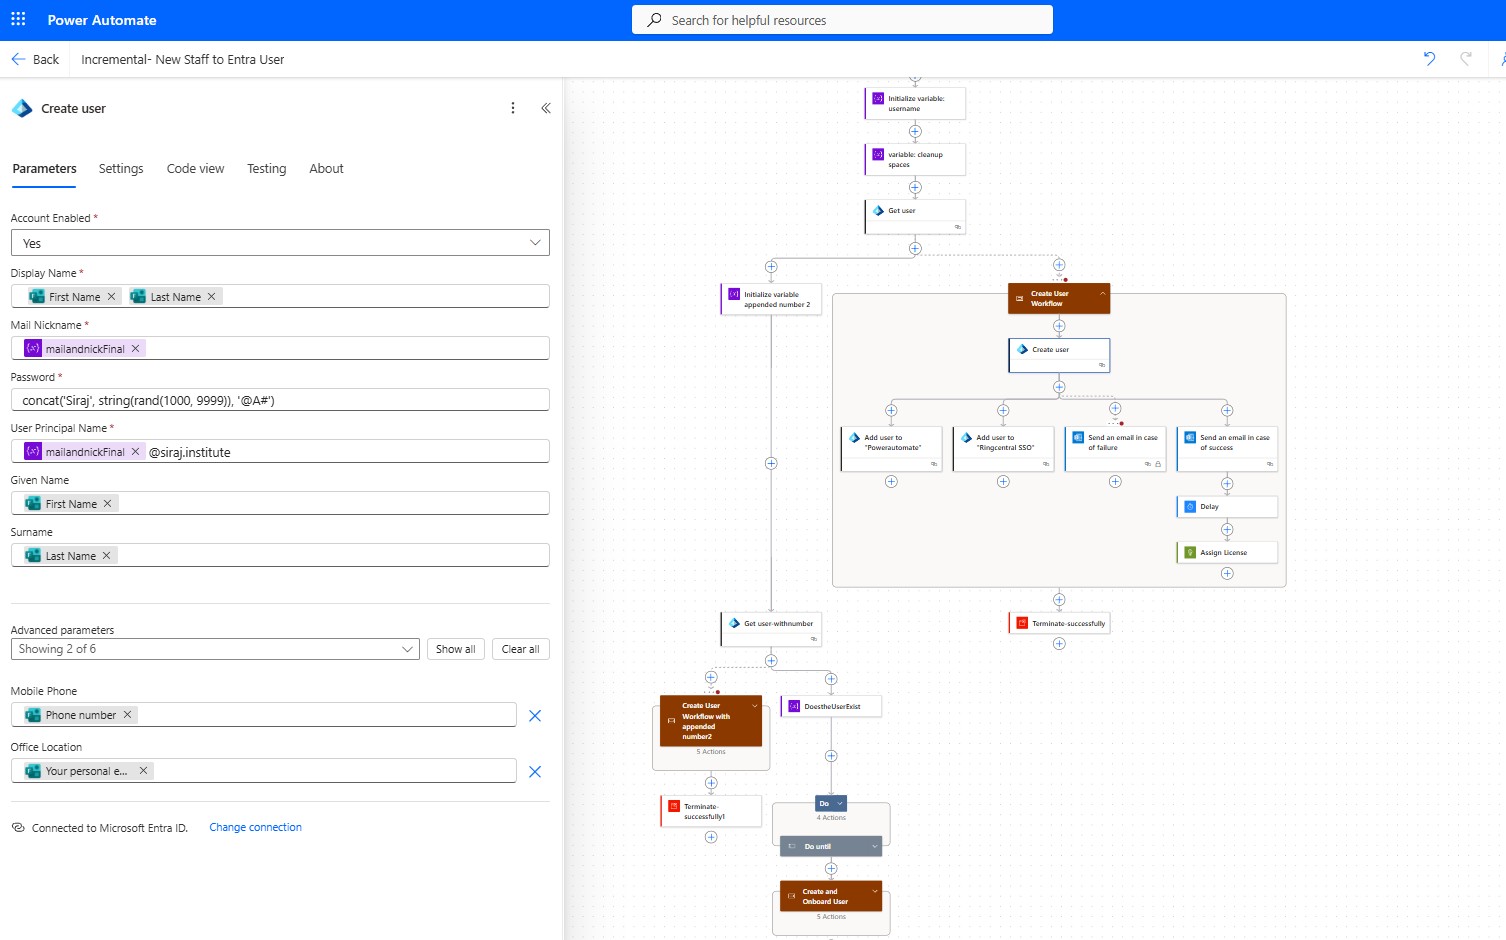 Power Automate
Search for helpful resources
Back
Incremental- New Staff to Entra User
Create user
Parameters
Settings
Code view
Testing
About
Account Enabled *
Yes
Display Name *
First Name
Last Name
Mail Nickname *
mailandnickFinal
Password *
concat('Siraj', string(rand(1000, 9999)), '@A#')
User Principal Name *
mailandnickFinal @siraj.institute
Given Name
First Name
Surname
Last Name
Advanced parameters
Showing 2 of 6
Show all
Clear all
Mobile Phone
Phone number
Office Location
Your personal e...
Connected to Microsoft Entra ID.
Change connection
Initialize variable:
username
variable: cleanup
spaces
Get user
Initialize variable
appended number 2
Create User
Workflow
Create user
Add user to
"Powerautomate"
Add user to
"Ringcentral SSO"
Send an email in case
of failure
Send an email in case
of success
Delay
Assign License
Get user-withnumber
Terminate-successfully
Create User
Workflow with
appended
number2
5 Actions
DoestheUserExist
Terminate-
successfully1
Do
4 Actions
Do until
Create and
Onboard User
5 Actions